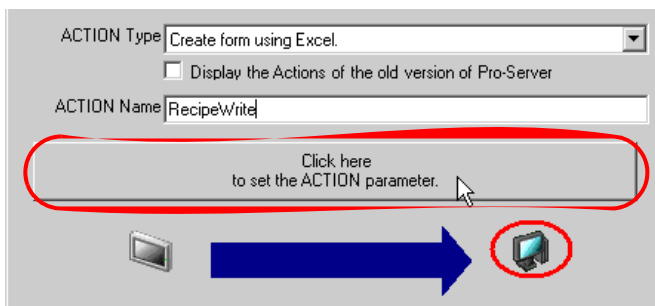 ACTION Type Create form using Excel.
Display the Actions of the old version of Pro-Server
ACTION Name RecipeWrite
Click here
to set the ACTION parameter.